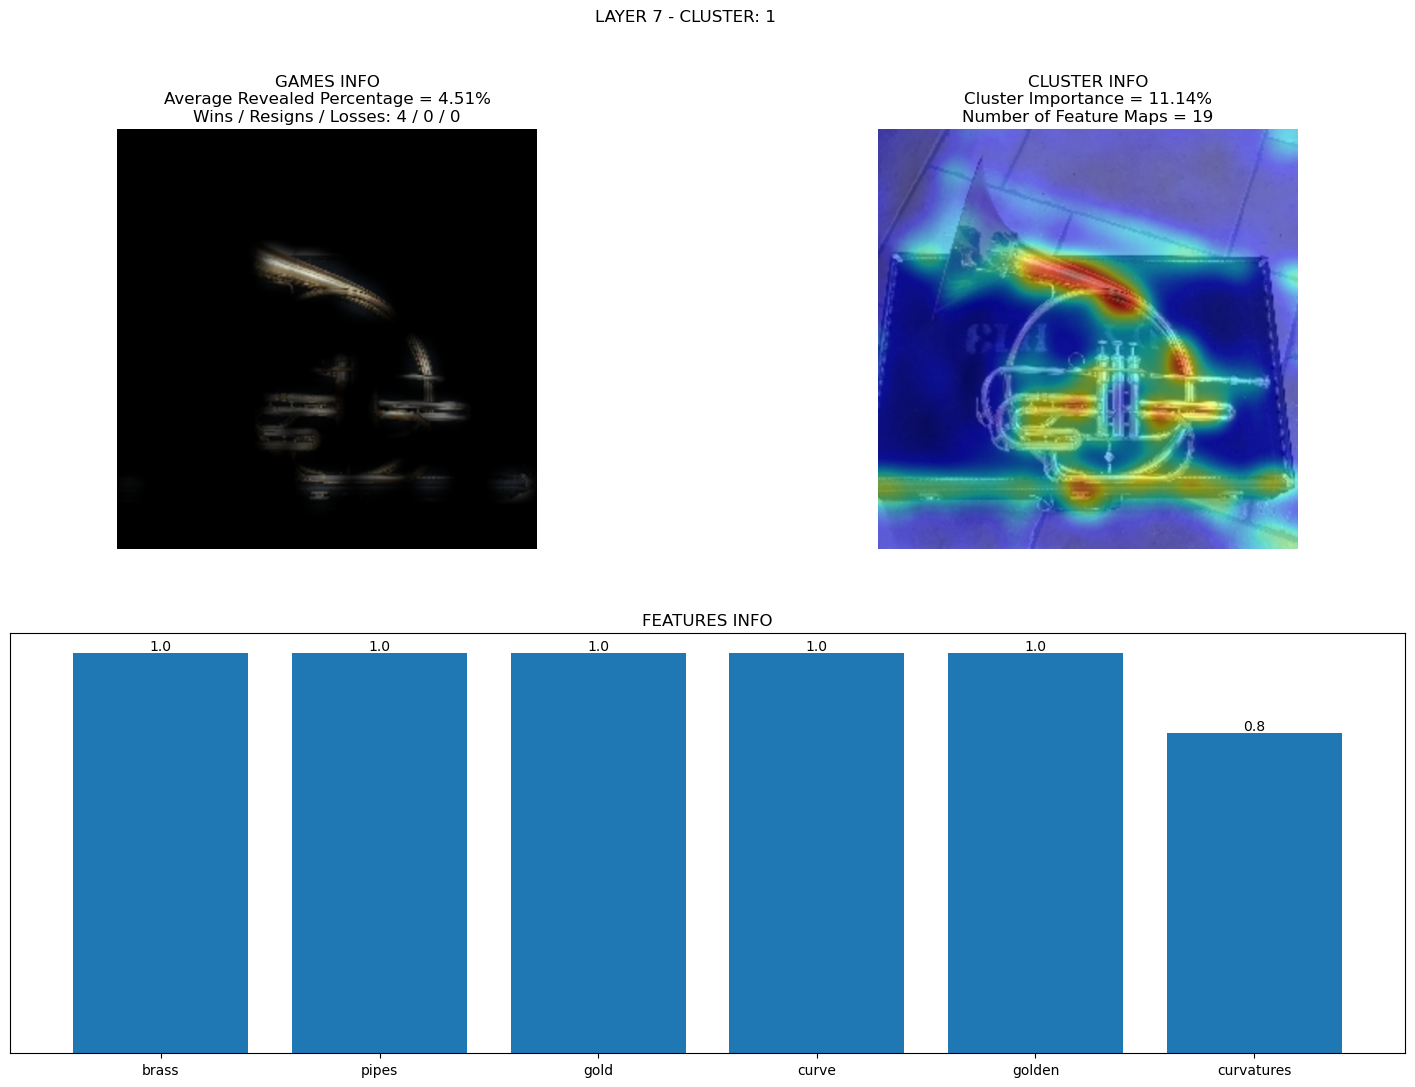 LAYER 7 - CLUSTER: 1
GAMES INFO
Average Revealed Percentage = 4.51%
Wins / Resigns / Losses: 4 / 0 / 0
CLUSTER INFO
Cluster Importance = 11.14%
Number of Feature Maps = 19
FEATURES INFO
1.0 1.0 1.0 1.0 1.0 0.8
brass pipes gold curve golden curvatures